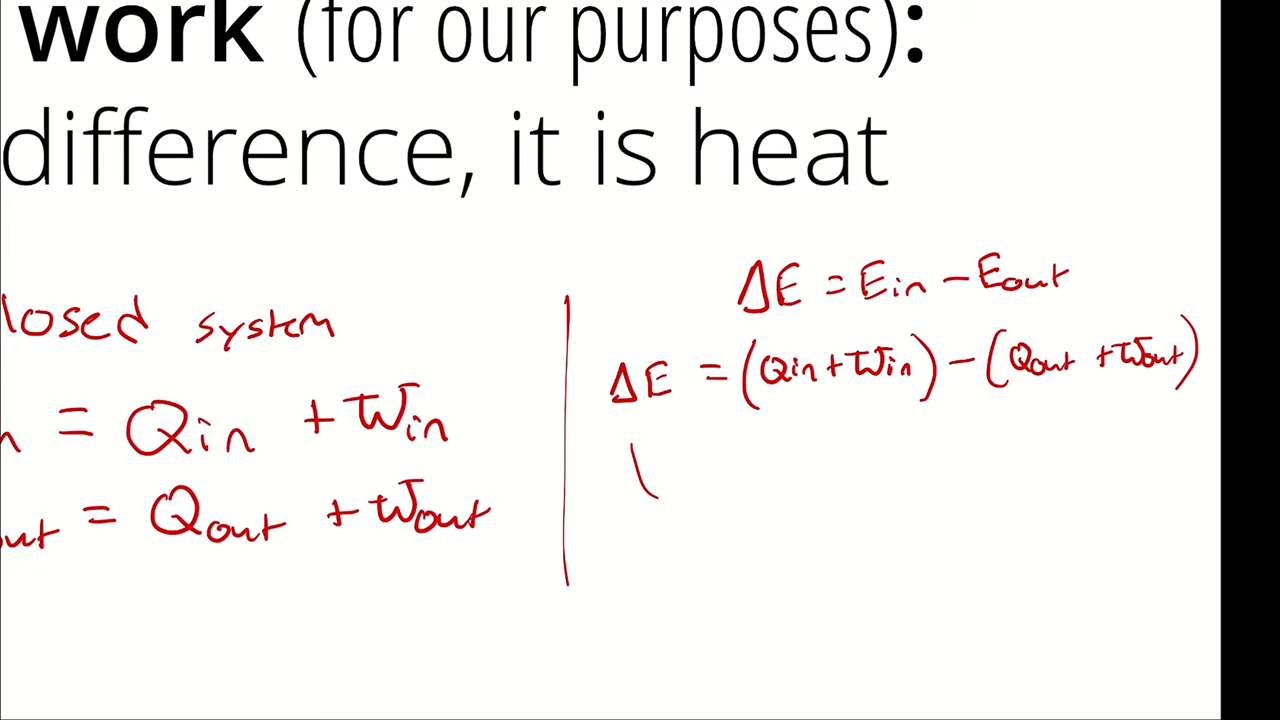 work (for our purposes):
difference, it is heat
losed system
n = Qin + Win
out = Qout + Wout
ΔE = Ein - Eout
ΔE = (Qin + Win) - (Qout + Wout)
(